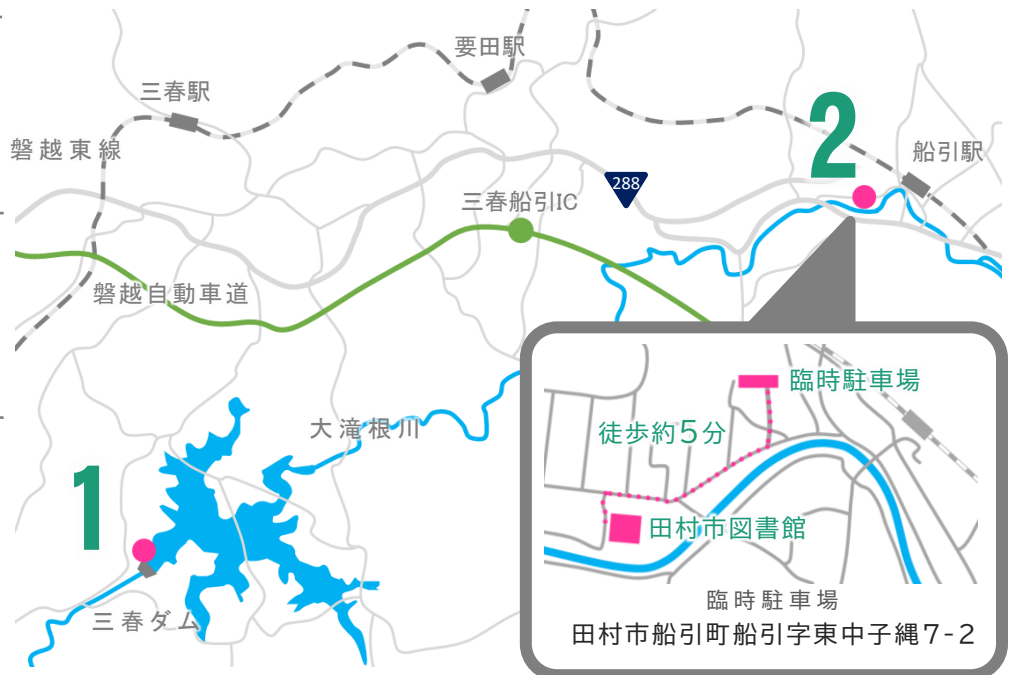 要田駅
三春駅
磐越東線
2
船引駅
288
三春船引IC
磐越自動車道
大滝根川
1
三春ダム
臨時駐車場
徒歩約5分
田村市図書館
臨時駐車場
田村市船引町船引字東中子縄7-2